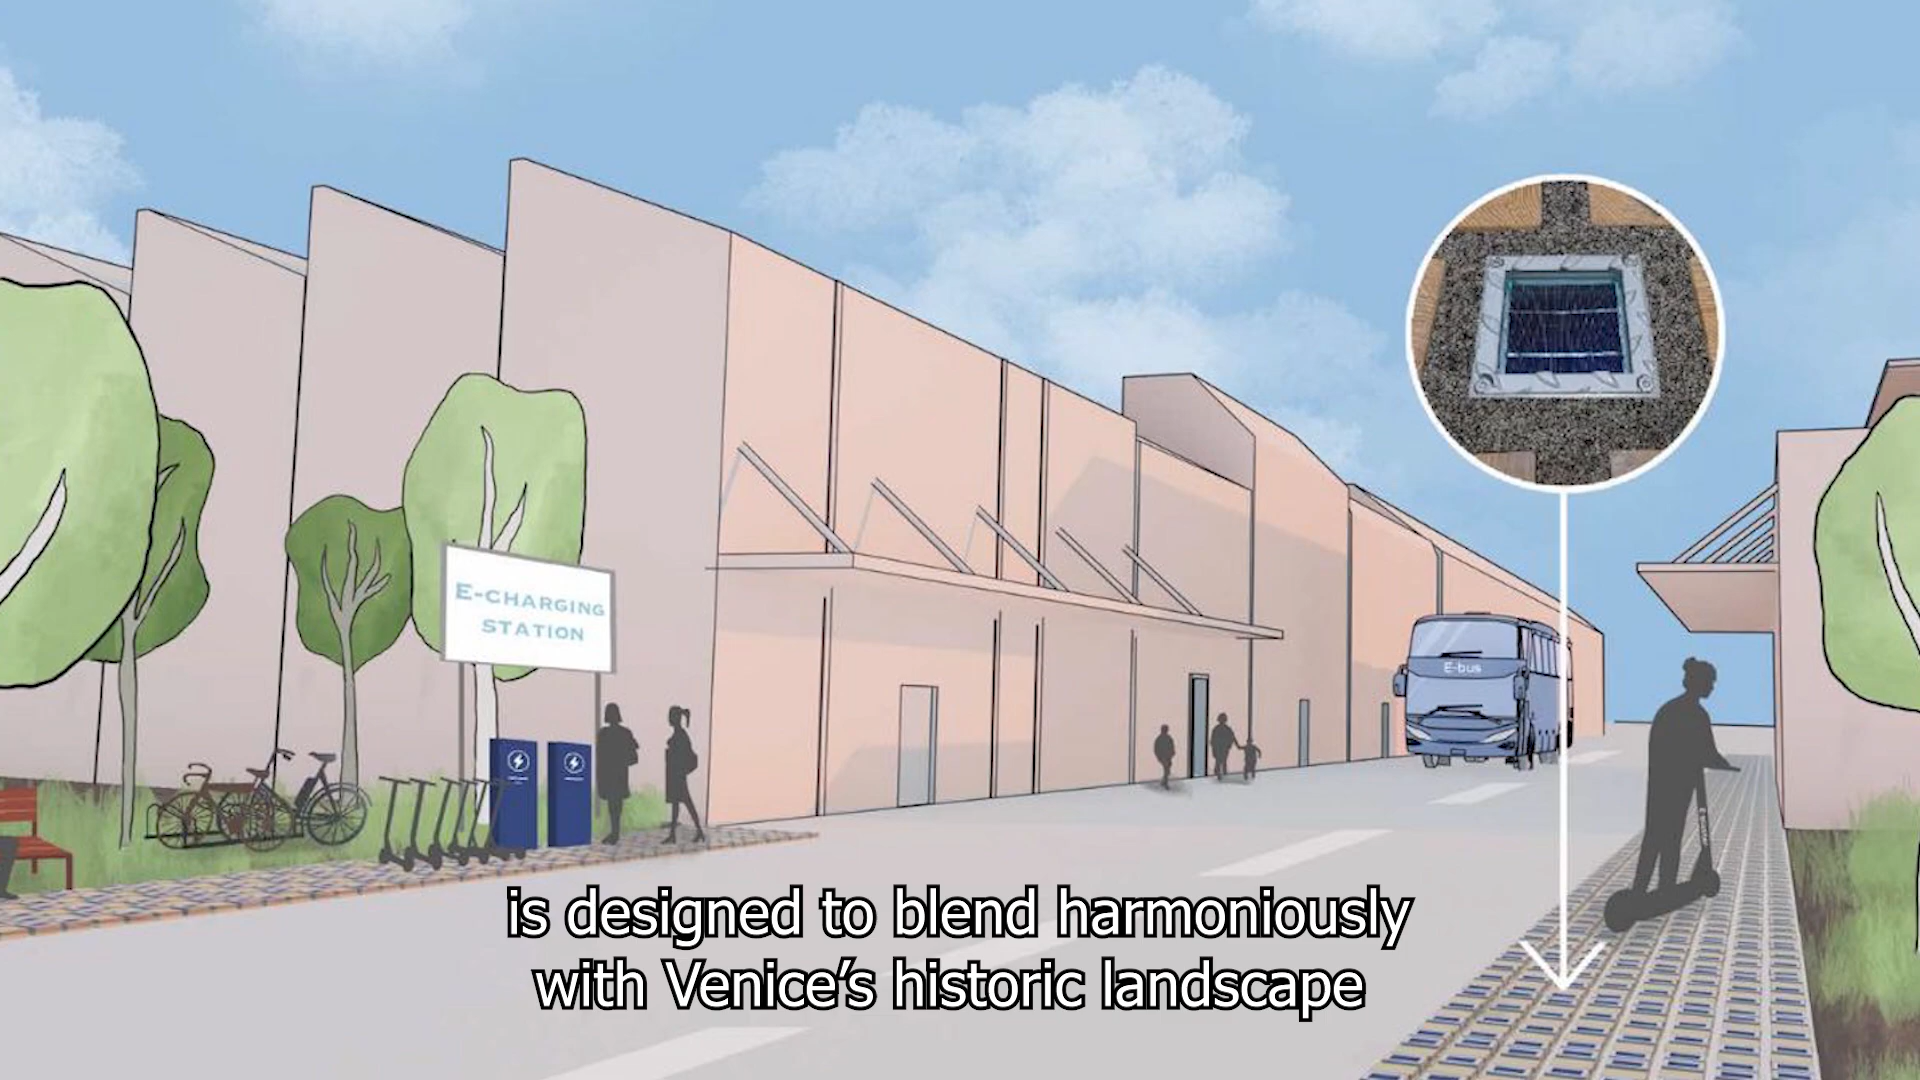 E-CHARGING
STATION
E-bus
is designed to blend harmoniously
with Venice's historic landscape